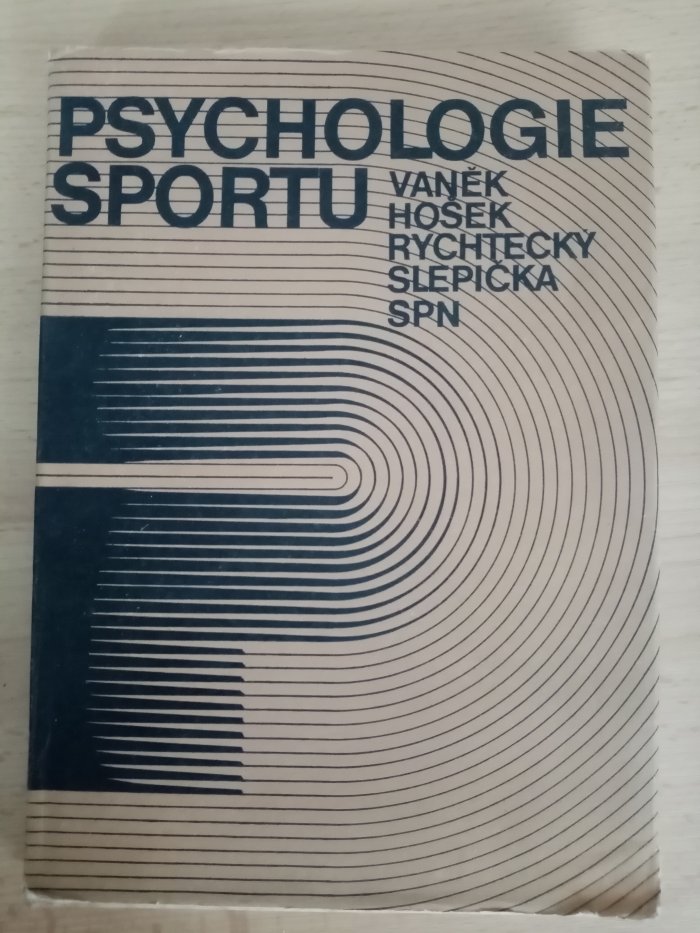 PSYCHOLOGIE
SPORTU
VANĚK
HOŠEK
RYCHTECKÝ
SLEPIČKA
SPN